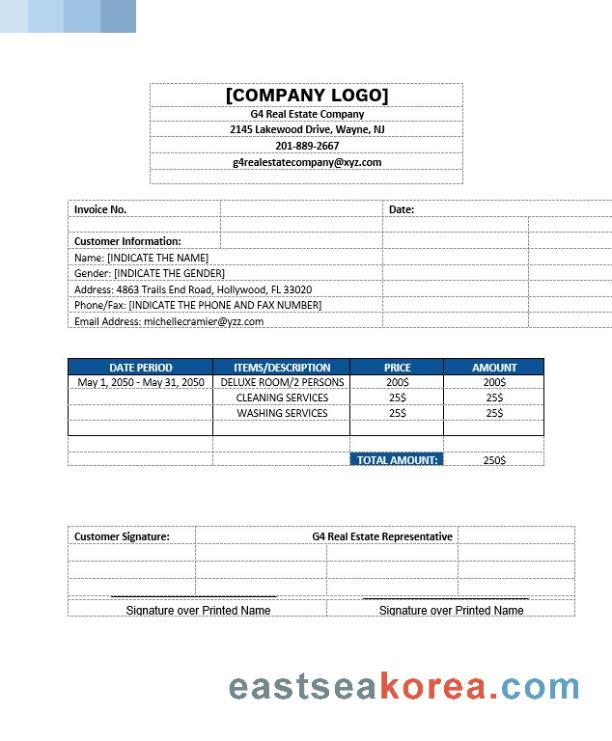 [COMPANY LOGO]
G4 Real Estate Company
2145 Lakewood Drive, Wayne, NJ
201-889-2667
g4realestatecompany@xyz.com
Invoice No. Date:
Customer Information:
Name: [INDICATE THE NAME]
Gender: [INDICATE THE GENDER]
Address: 4863 Trails End Road, Hollywood, FL 33020
Phone/Fax: [INDICATE THE PHONE AND FAX NUMBER]
Email Address: michellecramier@yzz.com
DATE PERIOD ITEMS/DESCRIPTION PRICE AMOUNT
May 1, 2050 - May 31, 2050 DELUXE ROOM/2 PERSONS 200$ 200$
CLEANING SERVICES 25$ 25$
WASHING SERVICES 25$ 25$
TOTAL AMOUNT: 250$
Customer Signature: G4 Real Estate Representative
Signature over Printed Name Signature over Printed Name
eastseakorea.com